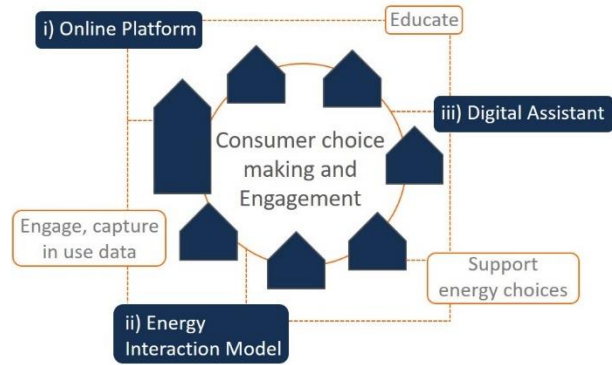 i) Online Platform
Educate
iii) Digital Assistant
Consumer choice
making and
Engagement
Engage, capture
in use data
Support
energy choices
ii) Energy
Interaction Model